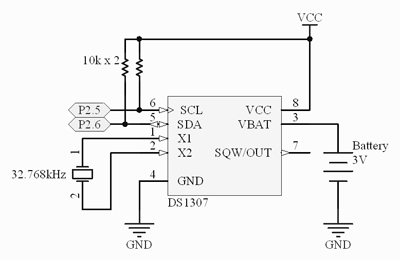 VCC
10k x 2
P2.5
P2.6
6
5
1
2
4
SCL
SDA
X1
X2
GND
VCC
VBAT
SQW/OUT
8
3
7
1
2
32.768kHz
Battery
3V
DS1307
GND
GND